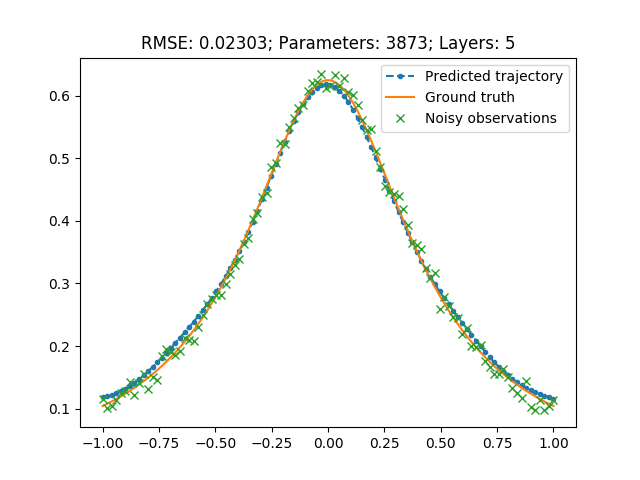 RMSE: 0.02303; Parameters: 3873; Layers: 5
Predicted trajectory
Ground truth
Noisy observations
0.6
0.5
0.4
0.3
0.2
0.1
−1.00 −0.75 −0.50 −0.25 0.00 0.25 0.50 0.75 1.00